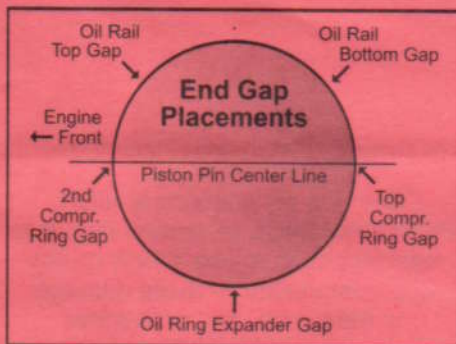 Oil Rail
Top Gap
Oil Rail
Bottom Gap
End Gap
Placements
Engine
Front
Piston Pin Center Line
2nd
Compr.
Ring Gap
Top
Compr.
Ring Gap
Oil Ring Expander Gap